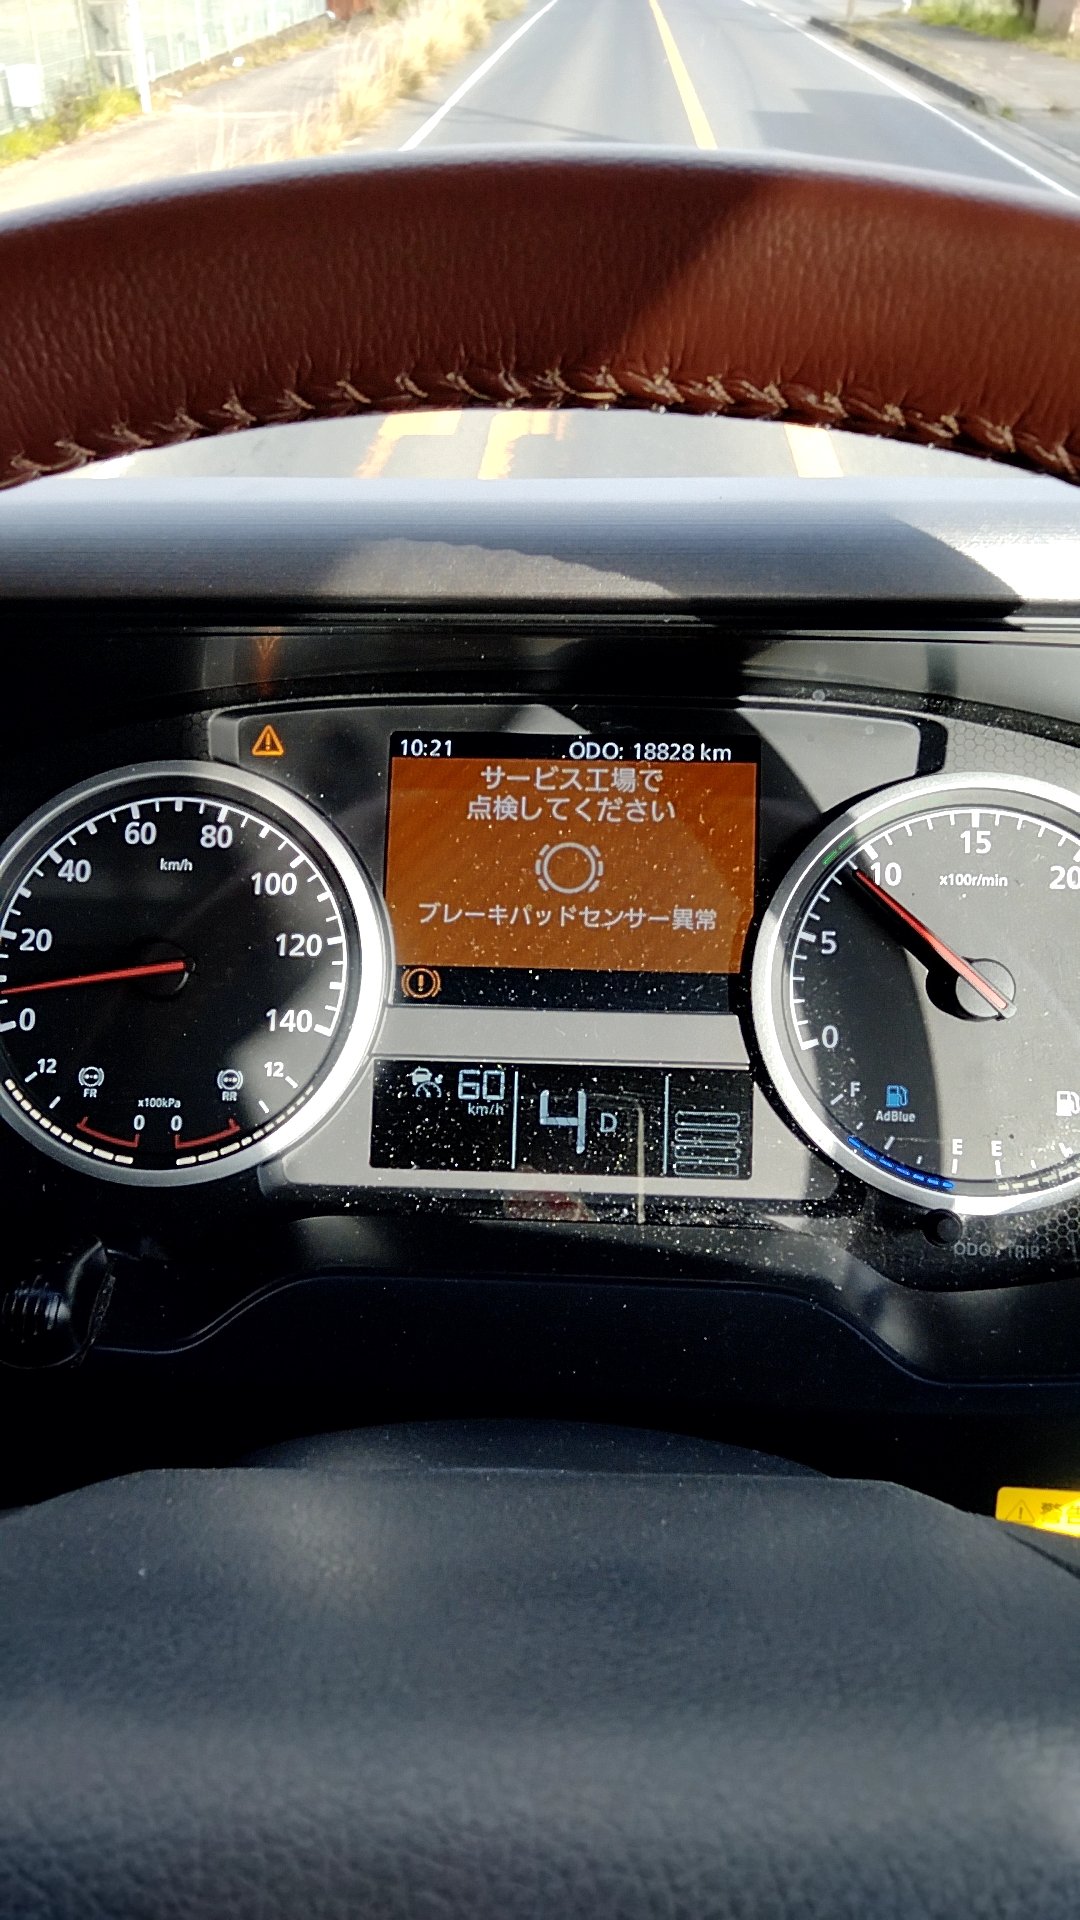 10:21 ODO: 18828 km
サービス工場で
点検してください
ブレーキパッドセンサー異常
0 20 40 60 80 100 120 140
km/h
12 12
FR RR
x100kPa
0 0
60
km/h
4 D
0 5 10 15 20
x100r/min
F
AdBlue
E E
ODO/TRIP